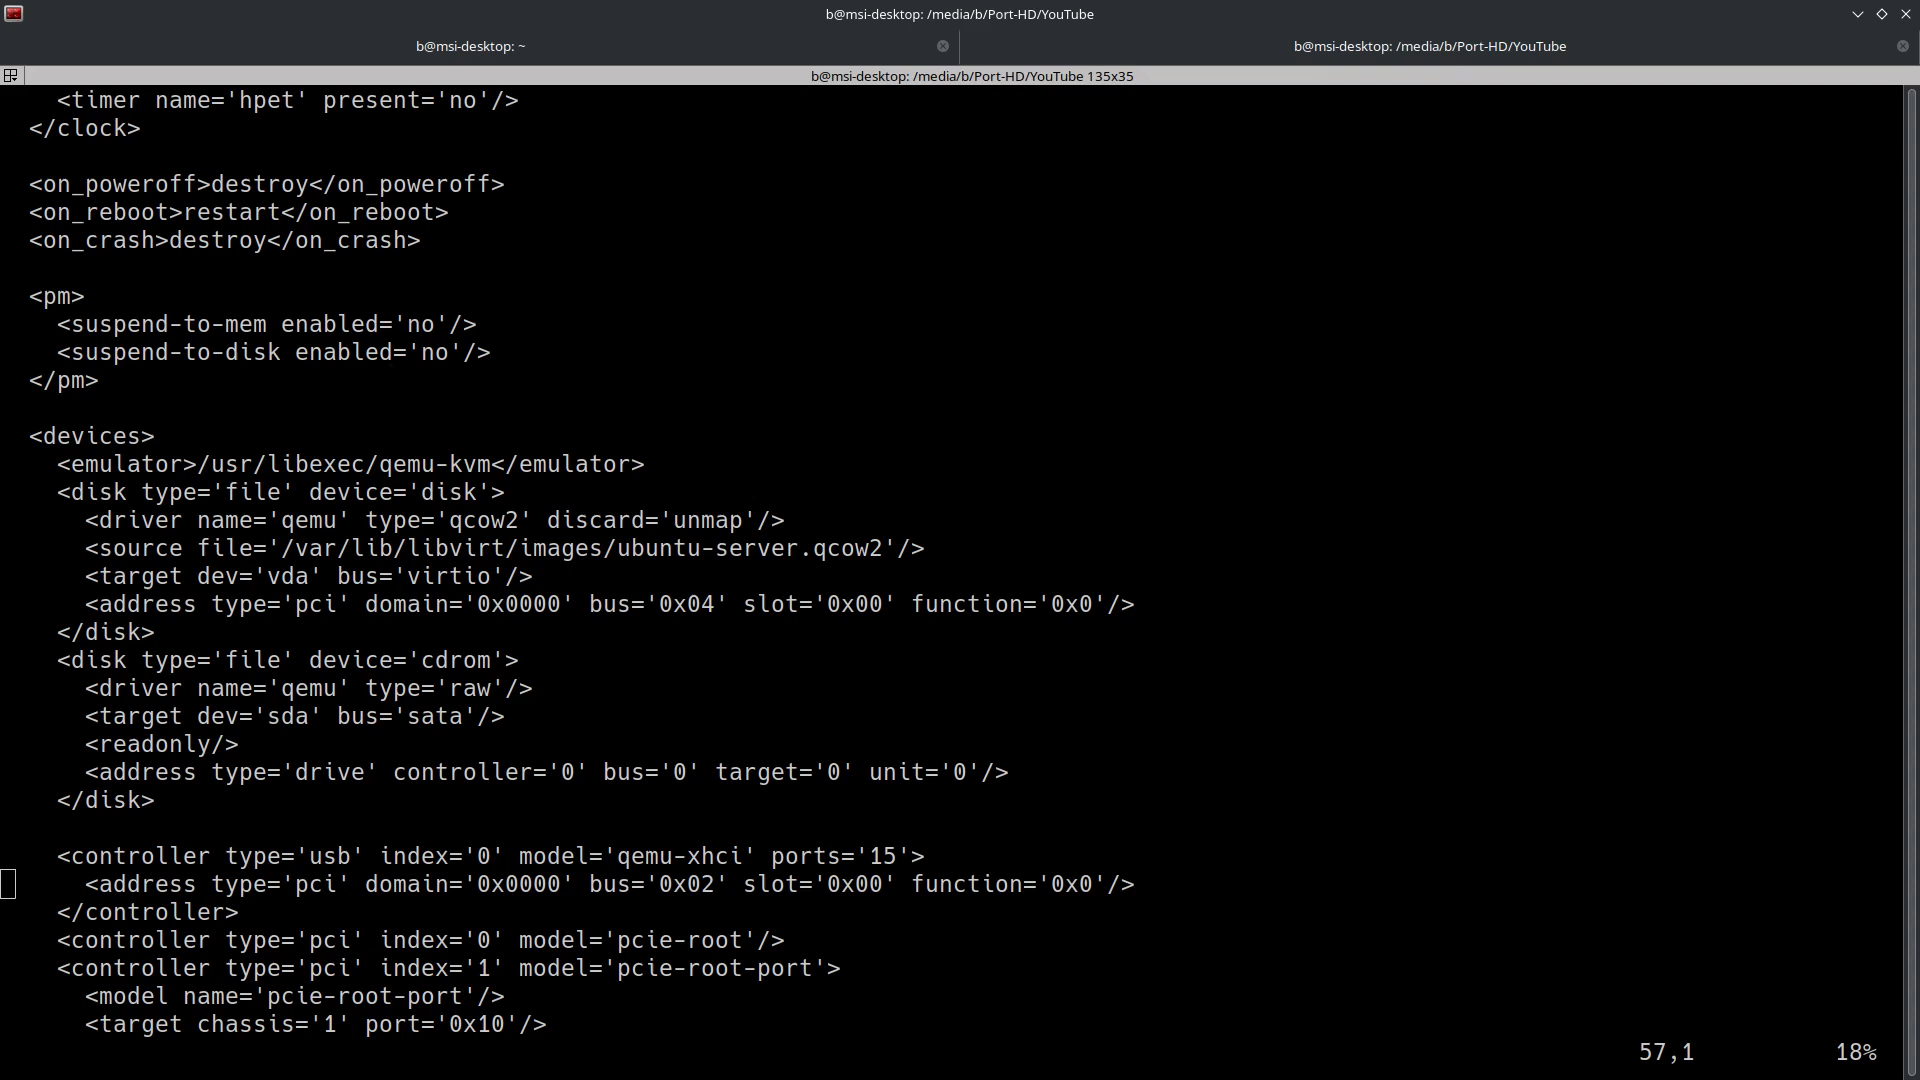 b@msi-desktop: /media/b/Port-HD/YouTube
b@msi-desktop: ~
b@msi-desktop: /media/b/Port-HD/YouTube
b@msi-desktop: /media/b/Port-HD/YouTube 135x35
    <timer name='hpet' present='no'/>
  </clock>

  <on_poweroff>destroy</on_poweroff>
  <on_reboot>restart</on_reboot>
  <on_crash>destroy</on_crash>

  <pm>
    <suspend-to-mem enabled='no'/>
    <suspend-to-disk enabled='no'/>
  </pm>

  <devices>
    <emulator>/usr/libexec/qemu-kvm</emulator>
    <disk type='file' device='disk'>
      <driver name='qemu' type='qcow2' discard='unmap'/>
      <source file='/var/lib/libvirt/images/ubuntu-server.qcow2'/>
      <target dev='vda' bus='virtio'/>
      <address type='pci' domain='0x0000' bus='0x04' slot='0x00' function='0x0'/>
    </disk>
    <disk type='file' device='cdrom'>
      <driver name='qemu' type='raw'/>
      <target dev='sda' bus='sata'/>
      <readonly/>
      <address type='drive' controller='0' bus='0' target='0' unit='0'/>
    </disk>

    <controller type='usb' index='0' model='qemu-xhci' ports='15'>
      <address type='pci' domain='0x0000' bus='0x02' slot='0x00' function='0x0'/>
    </controller>
    <controller type='pci' index='0' model='pcie-root'/>
    <controller type='pci' index='1' model='pcie-root-port'>
      <model name='pcie-root-port'/>
      <target chassis='1' port='0x10'/>
57,1 18%